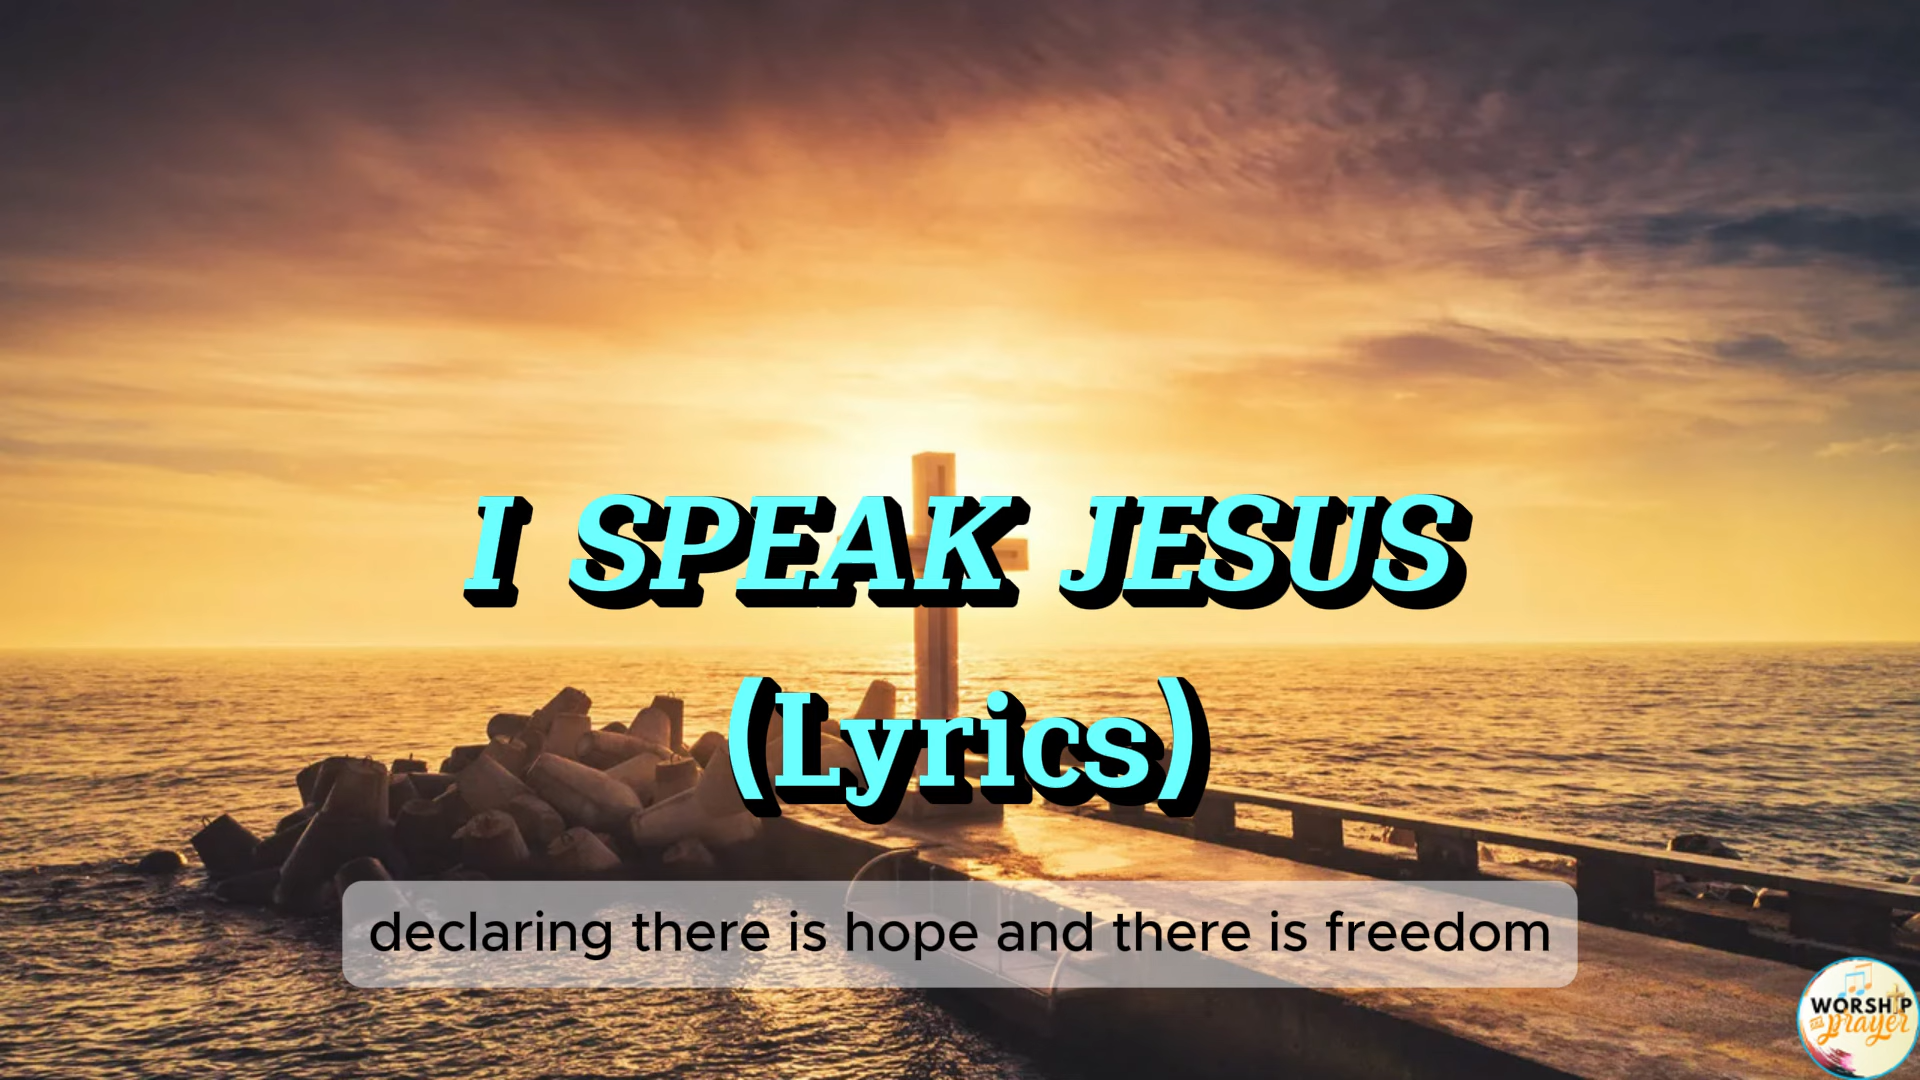 I SPEAK JESUS
(Lyrics)
declaring there is hope and there is freedom
WORSHIP
prayer